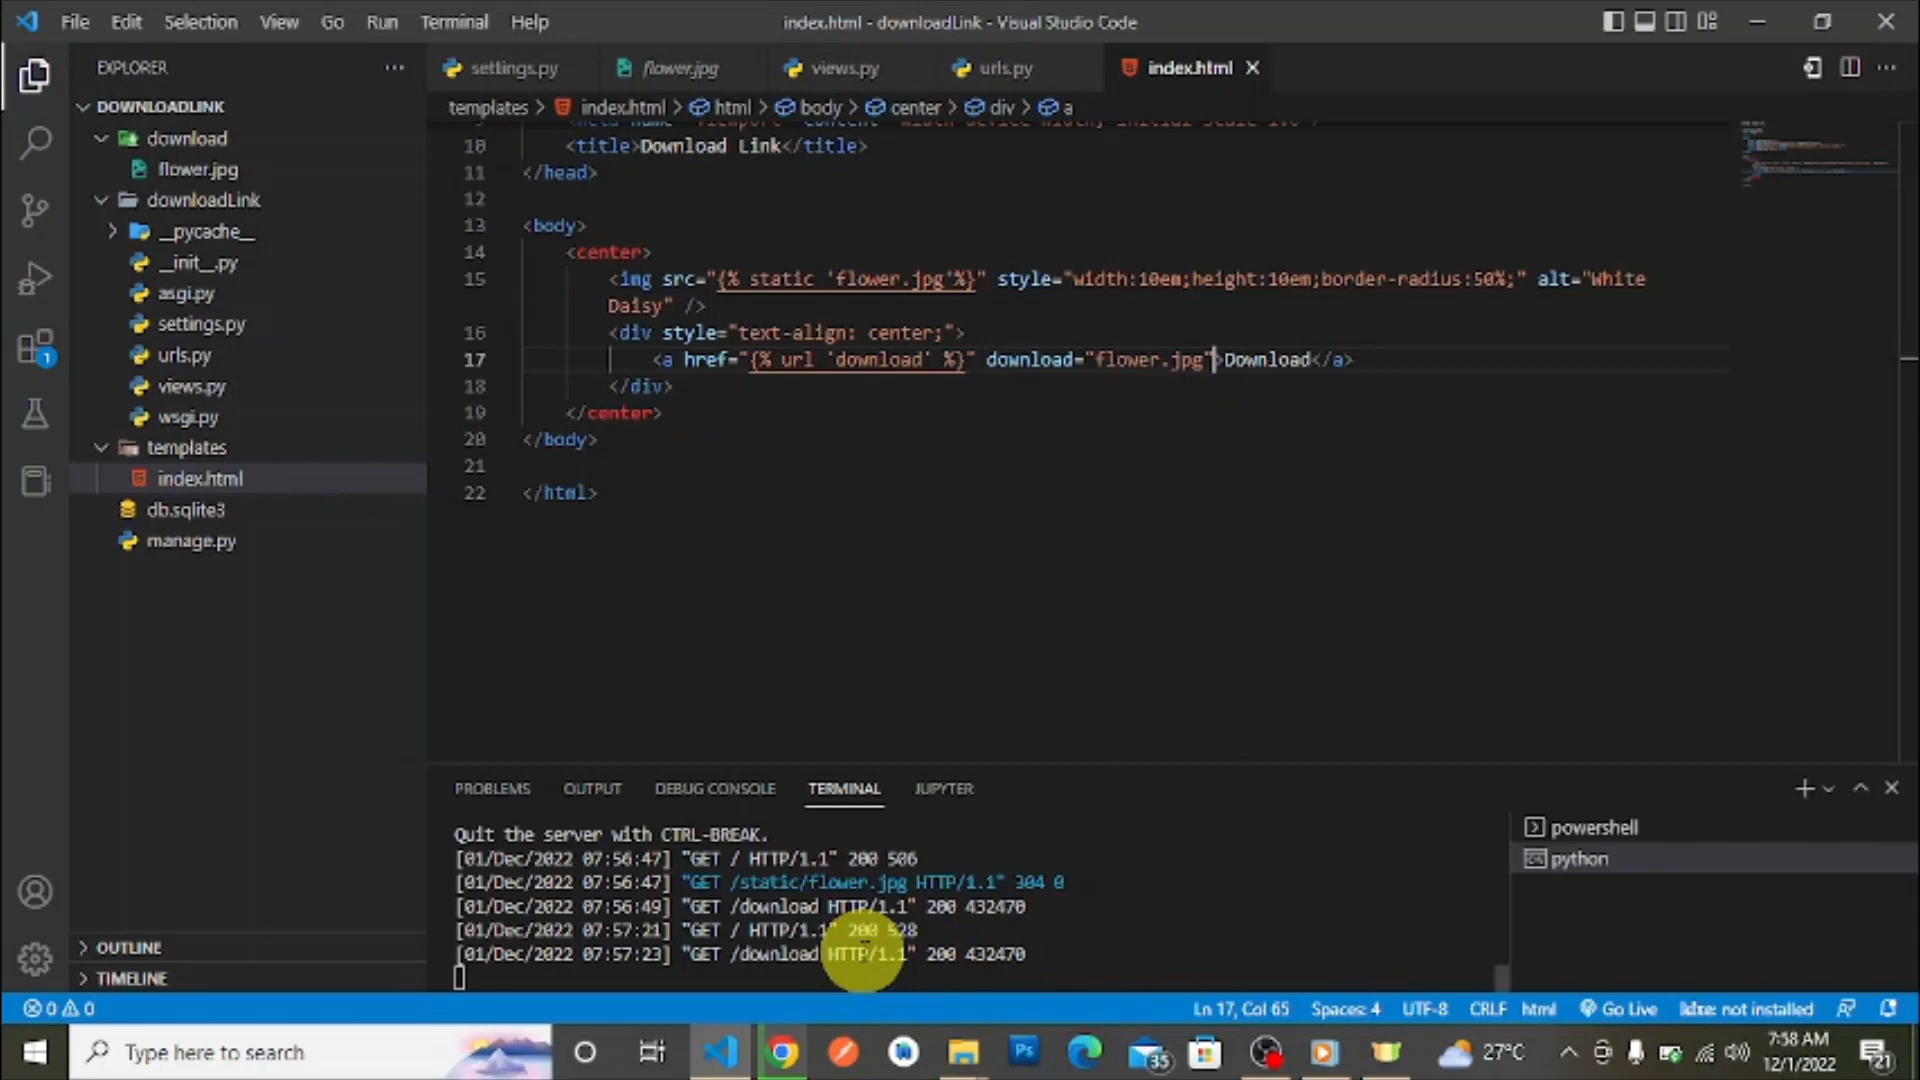 File Edit Selection View Go Run Terminal Help
index.html - downloadLink - Visual Studio Code
EXPLORER
DOWNLOADLINK
download
flower.jpg
downloadLink
__pycache__
__init__.py
asgi.py
settings.py
urls.py
views.py
wsgi.py
templates
index.html
db.sqlite3
manage.py
OUTLINE
TIMELINE
settings.py flower.jpg views.py urls.py index.html
templates > index.html > html > body > center > div > a
10 <title>Download Link</title>
11 </head>
12
13 <body>
14 <center>
15 <img src="{% static 'flower.jpg'%}" style="width:10em;height:10em;border-radius:50%;" alt="White
Daisy" />
16 <div style="text-align: center;">
17 <a href="{% url 'download' %}" download="flower.jpg">Download</a>
18 </div>
19 </center>
20 </body>
21
22 </html>
PROBLEMS OUTPUT DEBUG CONSOLE TERMINAL JUPYTER
Quit the server with CTRL-BREAK.
[01/Dec/2022 07:56:47] "GET / HTTP/1.1" 200 506
[01/Dec/2022 07:56:47] "GET /static/flower.jpg HTTP/1.1" 304 0
[01/Dec/2022 07:56:49] "GET /download HTTP/1.1" 200 432470
[01/Dec/2022 07:57:21] "GET / HTTP/1.1" 200 528
[01/Dec/2022 07:57:23] "GET /download HTTP/1.1" 200 432470
powershell
python
0 0
Ln 17, Col 65 Spaces: 4 UTF-8 CRLF html Go Live not installed
Type here to search
Ps
35
27°C
7:58 AM
12/1/2022
21
1